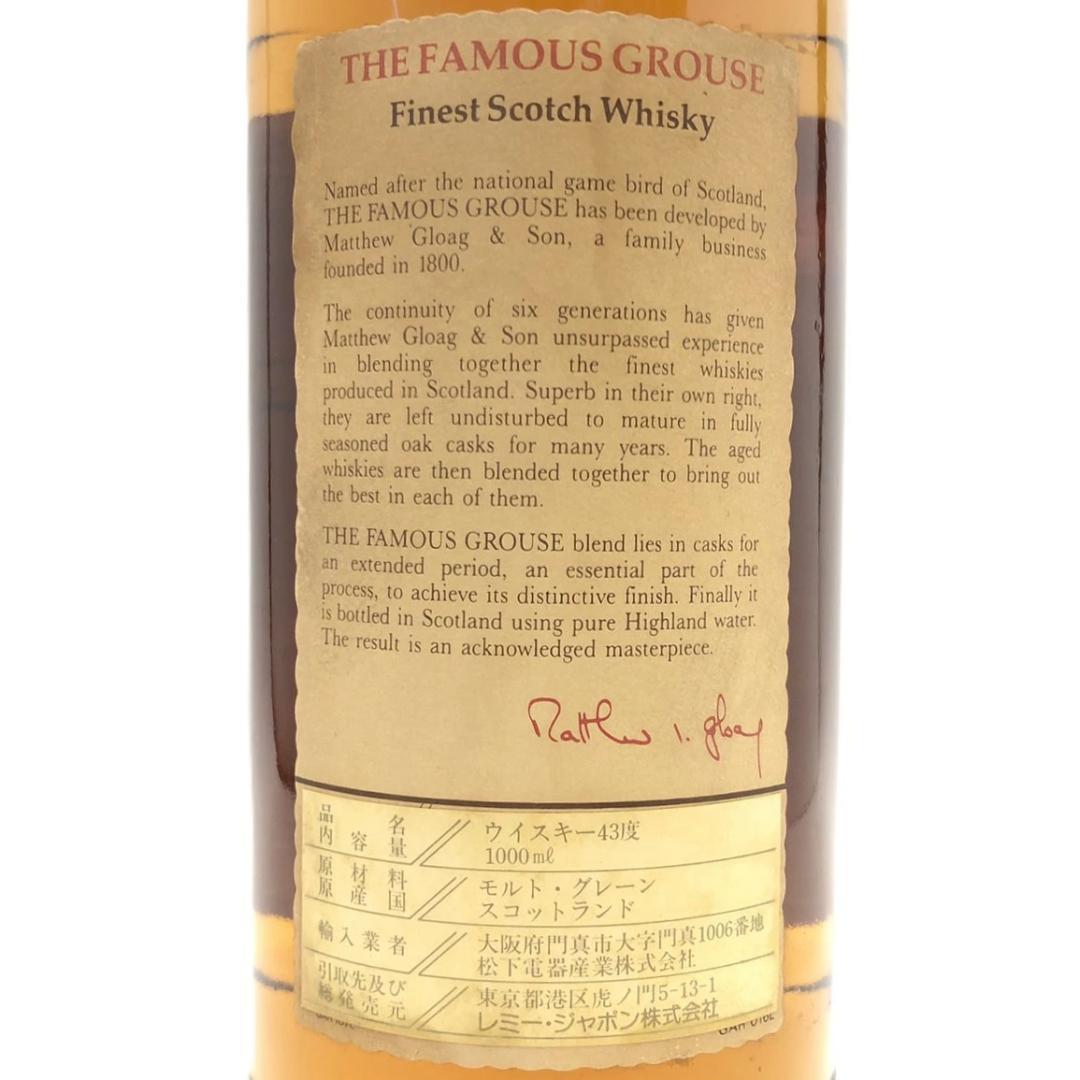 THE FAMOUS GROUSE
Finest Scotch Whisky
Named after the national game bird of Scotland,
THE FAMOUS GROUSE has been developed by
Matthew Gloag & Son, a family business
founded in 1800.
The continuity of six generations has given
Matthew Gloag & Son unsurpassed experience
in blending together the finest whiskies
produced in Scotland. Superb in their own right,
they are left undisturbed to mature in fully
seasoned oak casks for many years. The aged
whiskies are then blended together to bring out
the best in each of them.
THE FAMOUS GROUSE blend lies in casks for
an extended period, an essential part of the
process, to achieve its distinctive finish. Finally it
is bottled in Scotland using pure Highland water.
The result is an acknowledged masterpiece.
Matthew I. Gloag
品名 ウイスキー43度
内容量 1000ml
原材料 モルト・グレーン
原産国 スコットランド
輸入業者 大阪府門真市大字門真1006番地
松下電器産業株式会社
引取先及び 東京都港区虎ノ門5-13-1
総発売元 レミー・ジャポン株式会社